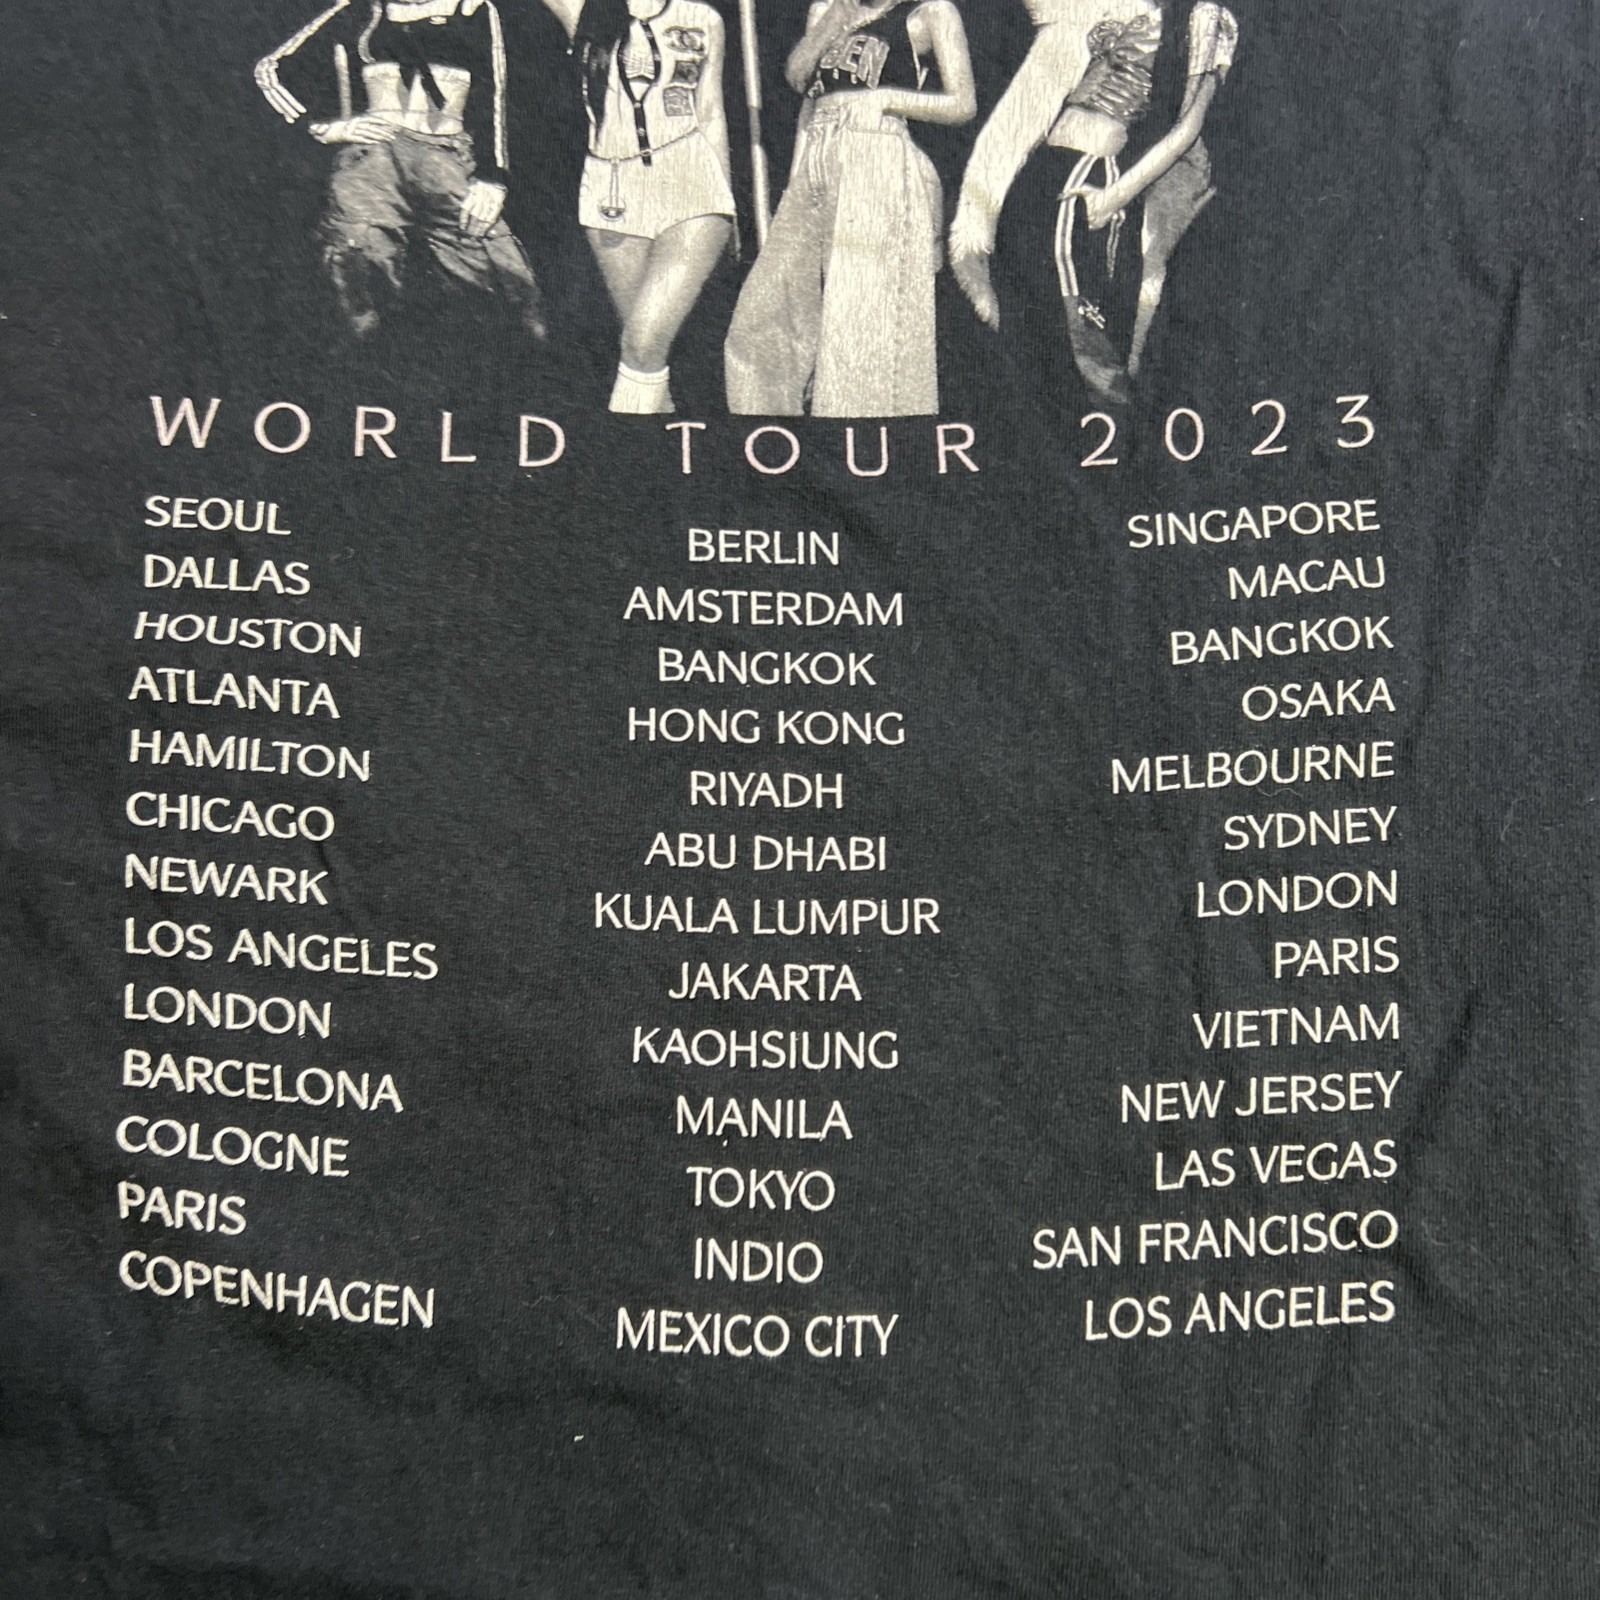 BEN
WORLD TOUR 2023
SEOUL
DALLAS
HOUSTON
ATLANTA
HAMILTON
CHICAGO
NEWARK
LOS ANGELES
LONDON
BARCELONA
COLOGNE
PARIS
COPENHAGEN
BERLIN
AMSTERDAM
BANGKOK
HONG KONG
RIYADH
ABU DHABI
KUALA LUMPUR
JAKARTA
KAOHSIUNG
MANILA
TOKYO
INDIO
MEXICO CITY
SINGAPORE
MACAU
BANGKOK
OSAKA
MELBOURNE
SYDNEY
LONDON
PARIS
VIETNAM
NEW JERSEY
LAS VEGAS
SAN FRANCISCO
LOS ANGELES